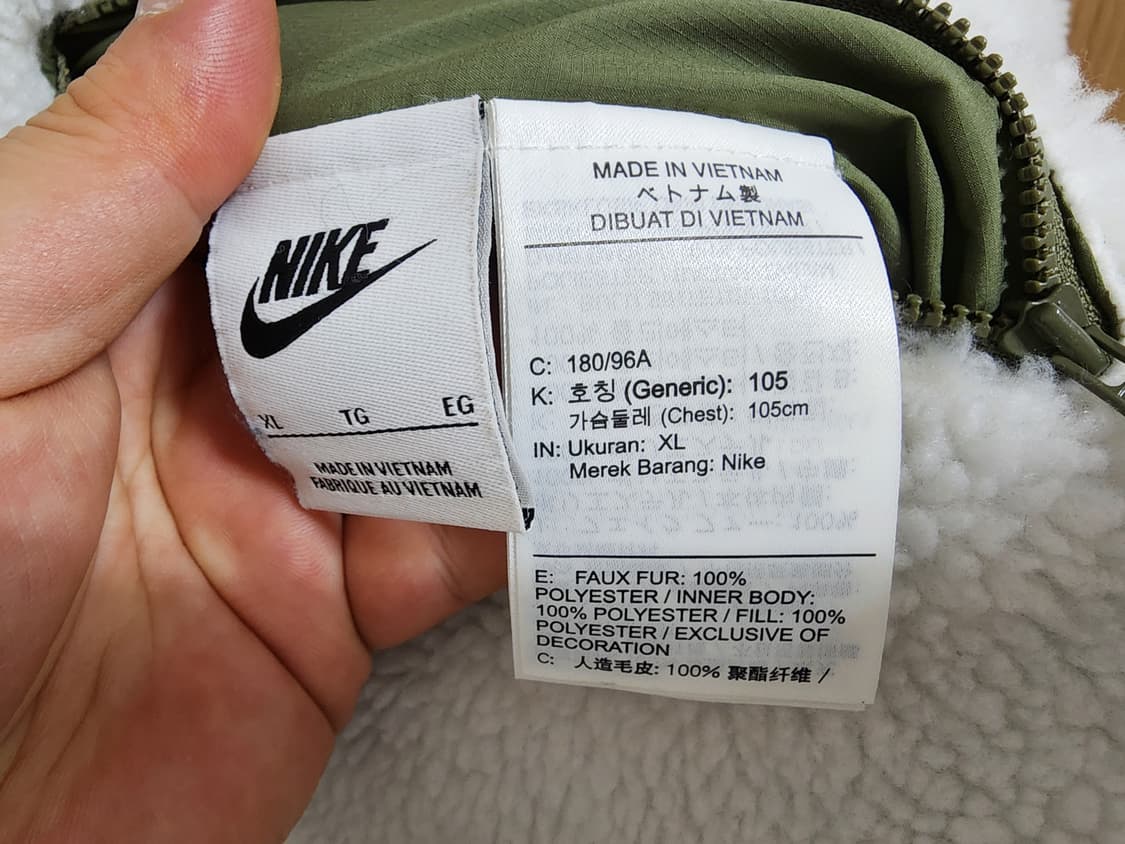 NIKE
XL TG EG
MADE IN VIETNAM
FABRIQUE AU VIETNAM
MADE IN VIETNAM
ベトナム製
DIBUAT DI VIETNAM
C: 180/96A
K: 호칭 (Generic): 105
가슴둘레 (Chest): 105cm
IN: Ukuran: XL
Merek Barang: Nike
E: FAUX FUR: 100%
POLYESTER / INNER BODY:
100% POLYESTER / FILL: 100%
POLYESTER / EXCLUSIVE OF
DECORATION
C: 人造毛皮: 100% 聚酯纤维 /